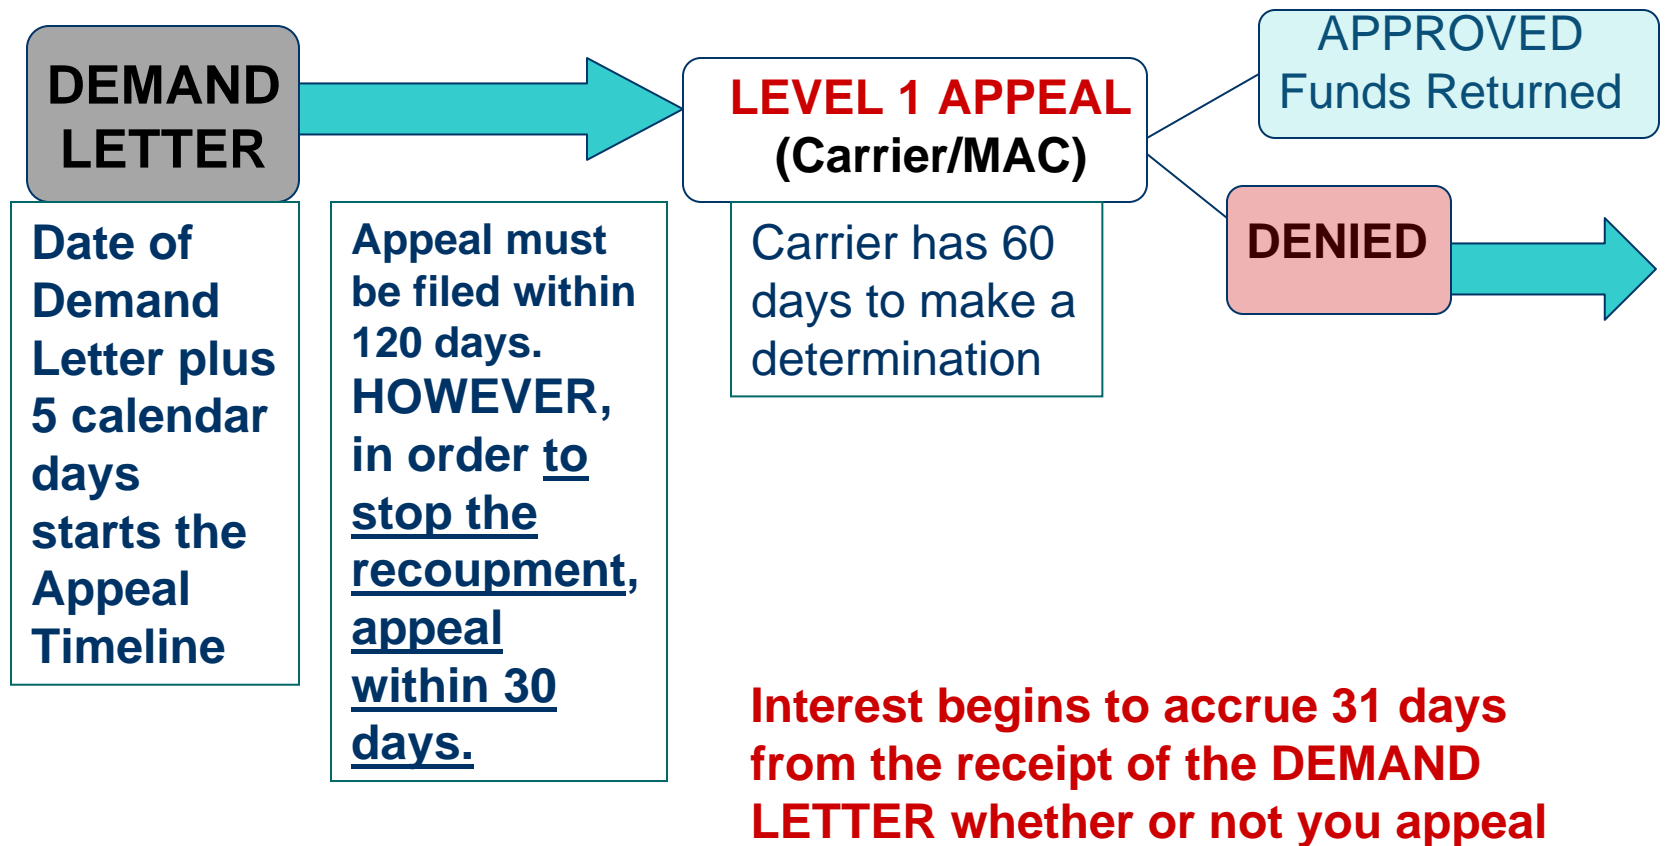 DEMAND
LETTER
Date of
Demand
Letter plus
5 calendar
days
starts the
Appeal
Timeline
Appeal must
be filed within
120 days.
HOWEVER,
in order to
stop the
recoupment,
appeal
within 30
days.
LEVEL 1 APPEAL
(Carrier/MAC)
Carrier has 60
days to make a
determination
APPROVED
Funds Returned
DENIED
Interest begins to accrue 31 days
from the receipt of the DEMAND
LETTER whether or not you appeal